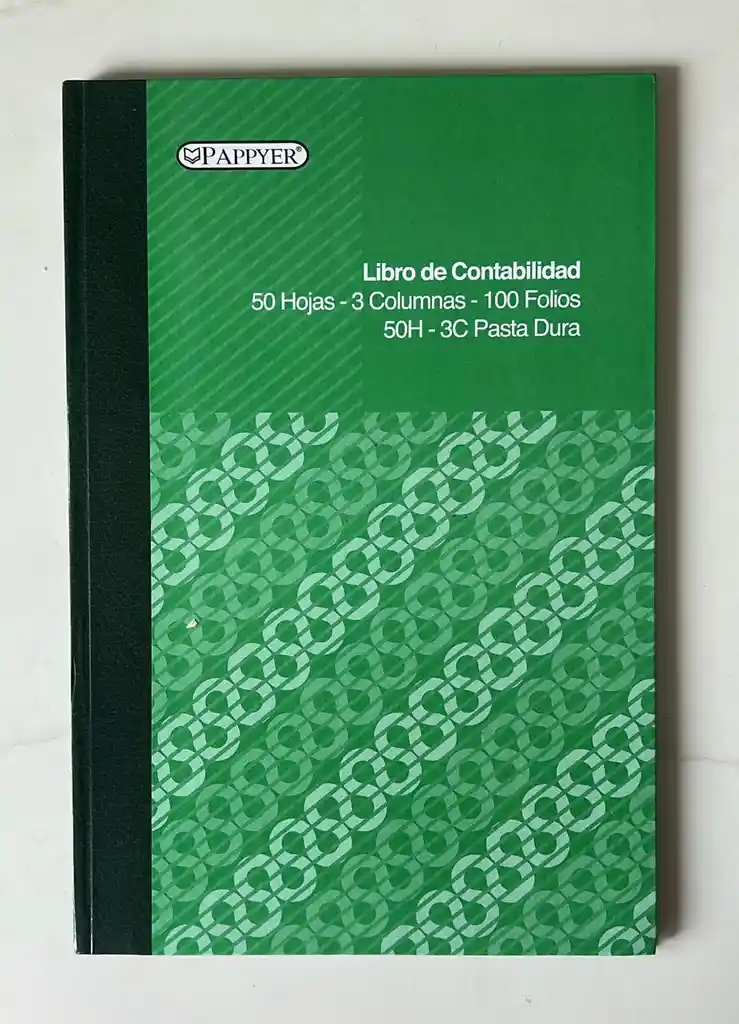 PAPPYER®
Libro de Contabilidad
50 Hojas - 3 Columnas - 100 Folios
50H - 3C Pasta Dura